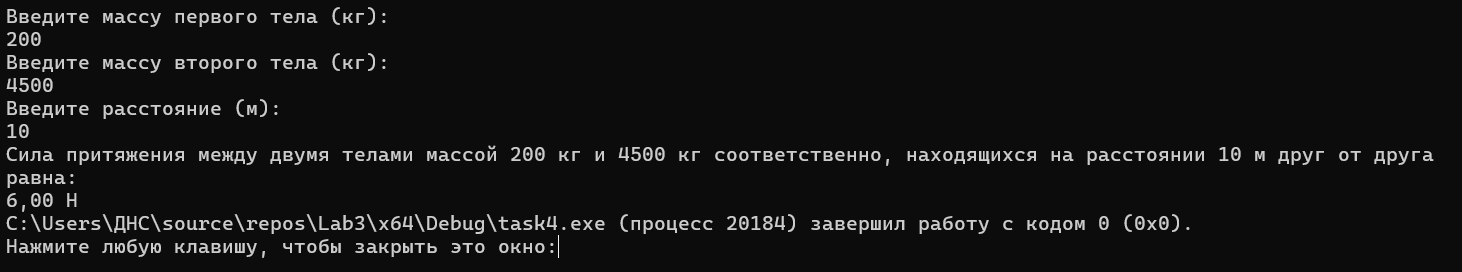 Введите массу первого тела (кг):
200
Введите массу второго тела (кг):
4500
Введите расстояние (м):
10
Сила притяжения между двумя телами массой 200 кг и 4500 кг соответственно, находящихся на расстоянии 10 м друг от друга
равна:
6,00 Н
C:\Users\ДНС\source\repos\Lab3\x64\Debug\task4.exe (процесс 20184) завершил работу с кодом 0 (0x0).
Нажмите любую клавишу, чтобы закрыть это окно: